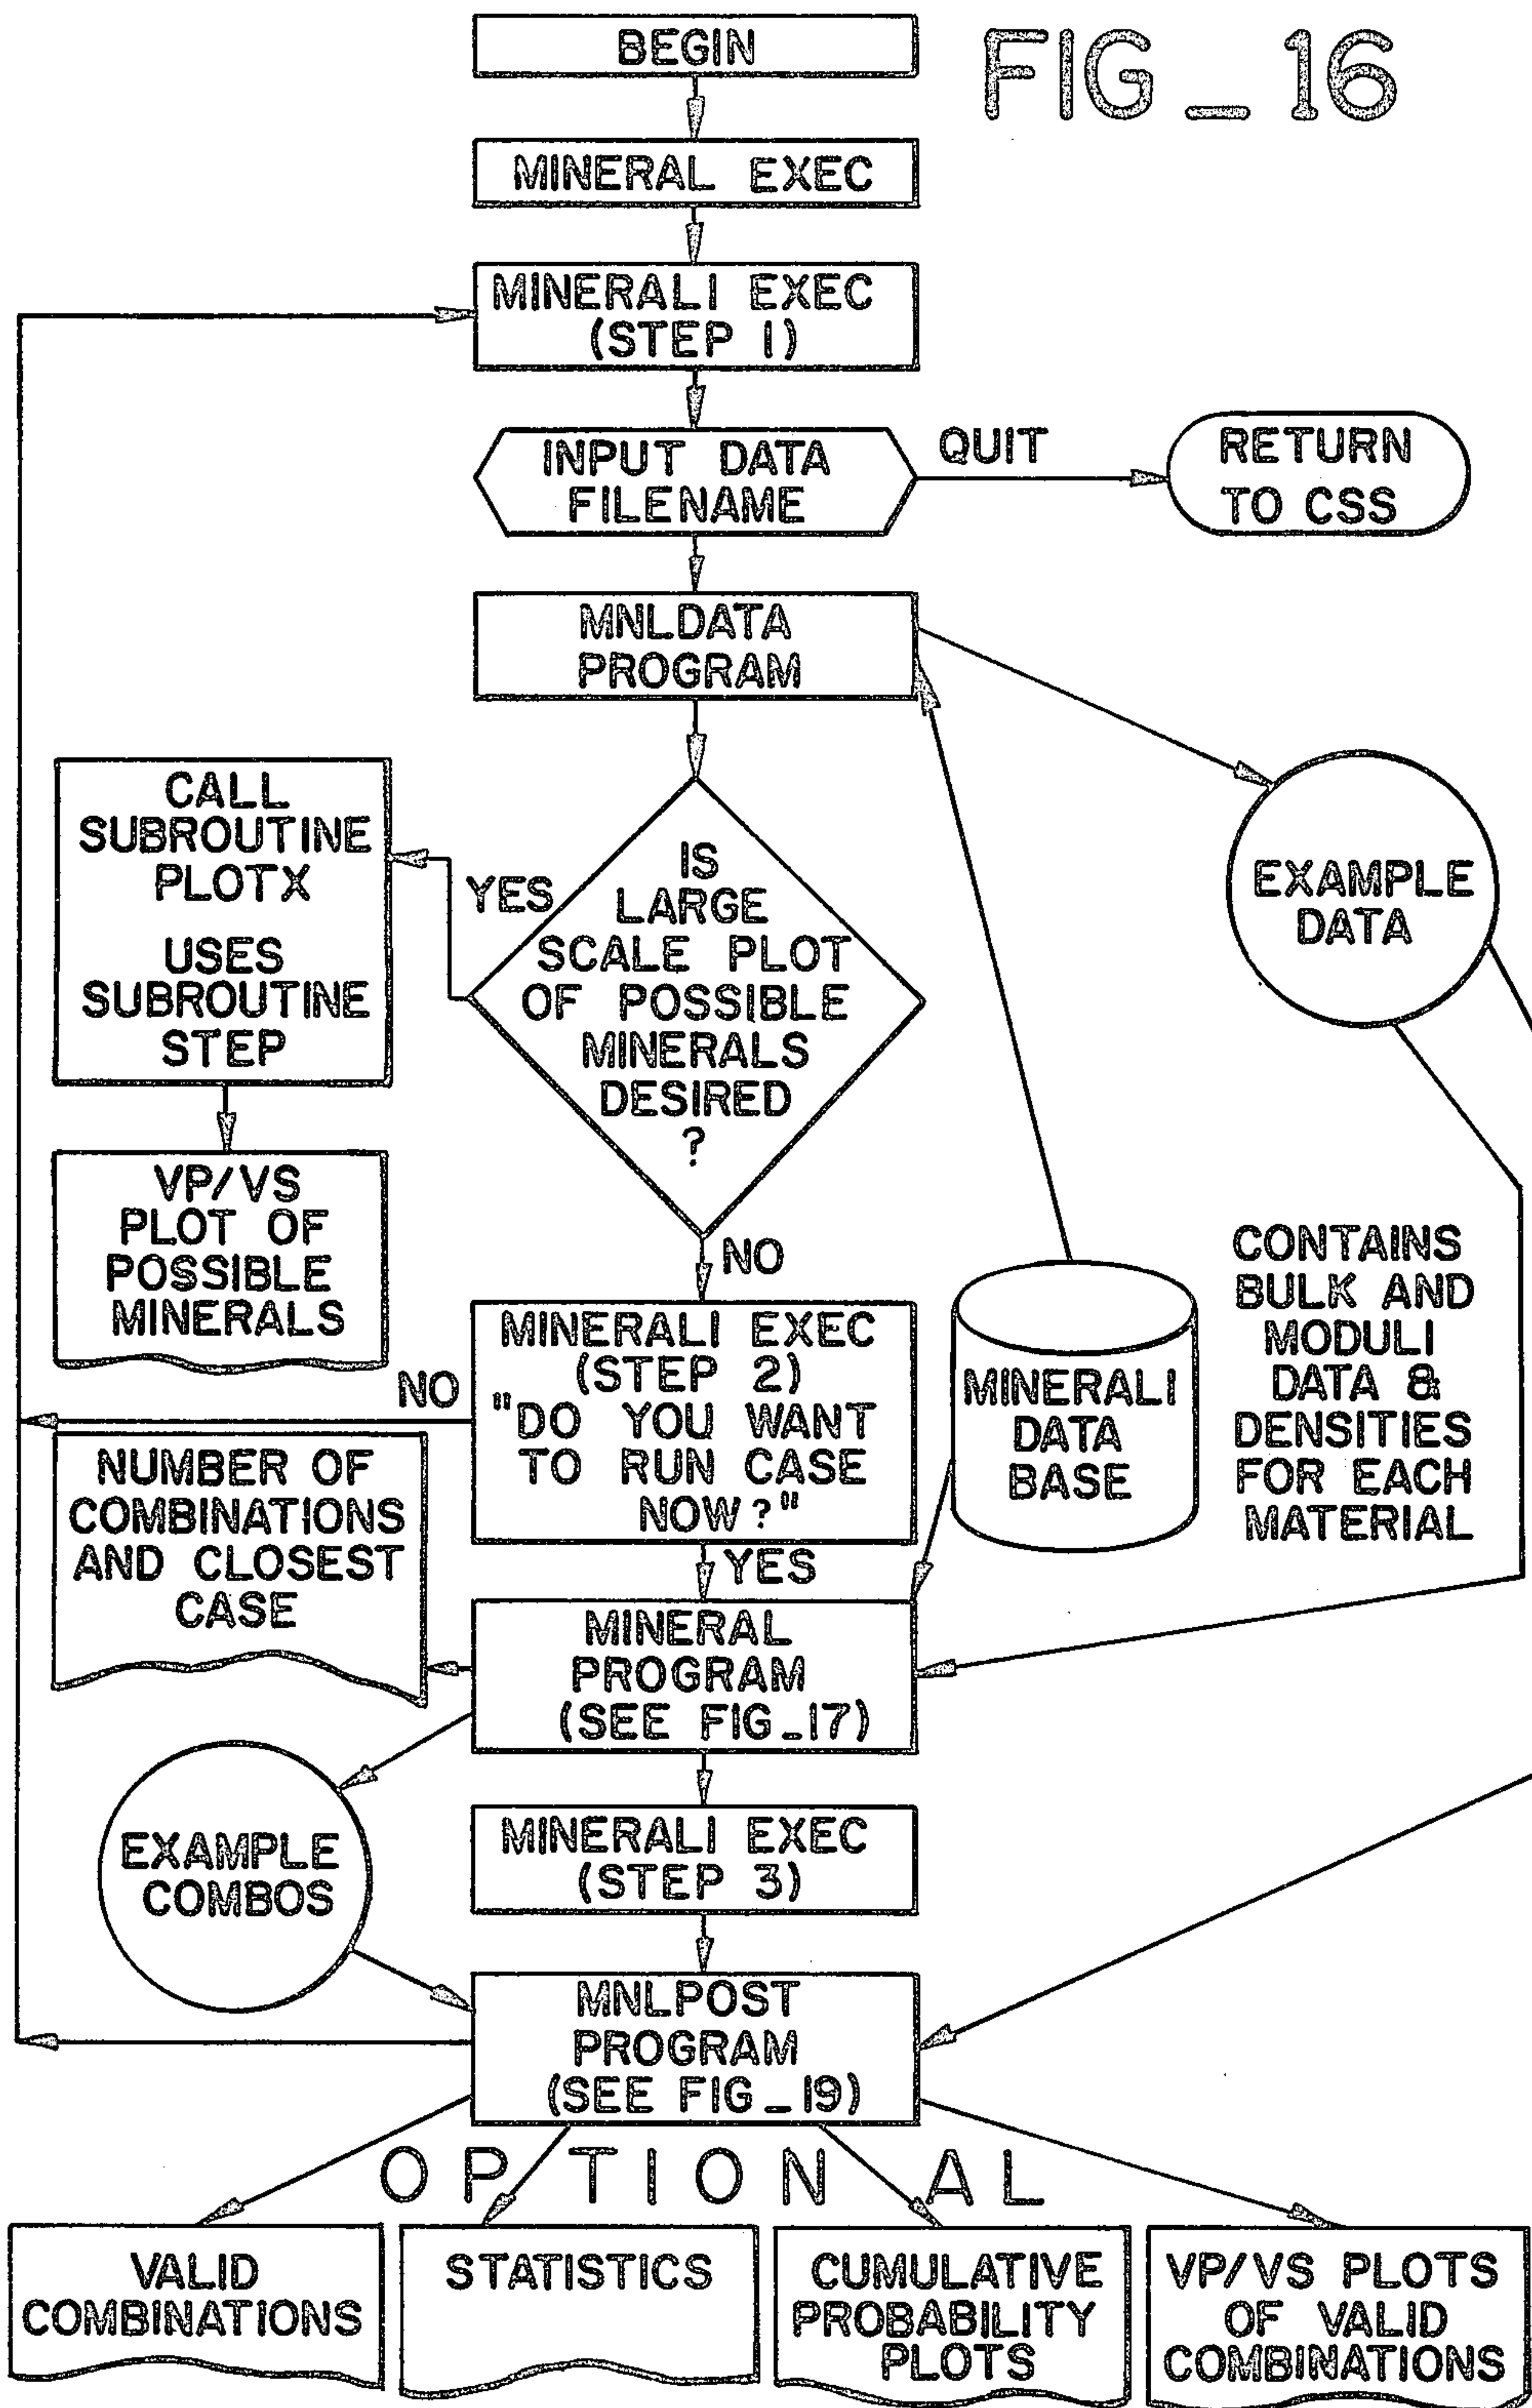 FIG_16
BEGIN
MINERAL EXEC
MINERALI EXEC
(STEP I)
INPUT DATA
FILENAME
QUIT
RETURN
TO CSS
MNLDATA
PROGRAM
CALL
SUBROUTINE
PLOTX
USES
SUBROUTINE
STEP
YES
IS
LARGE
SCALE PLOT
OF POSSIBLE
MINERALS
DESIRED
?
EXAMPLE
DATA
VP/VS
PLOT OF
POSSIBLE
MINERALS
NO
MINERALI EXEC
(STEP 2)
"DO YOU WANT
TO RUN CASE
NOW?"
NO
MINERALI
DATA
BASE
CONTAINS
BULK AND
MODULI
DATA &
DENSITIES
FOR EACH
MATERIAL
NUMBER OF
COMBINATIONS
AND CLOSEST
CASE
YES
MINERAL
PROGRAM
(SEE FIG_17)
EXAMPLE
COMBOS
MINERALI EXEC
(STEP 3)
MNLPOST
PROGRAM
(SEE FIG_19)
OPTIONAL
VALID
COMBINATIONS
STATISTICS
CUMULATIVE
PROBABILITY
PLOTS
VP/VS PLOTS
OF VALID
COMBINATIONS